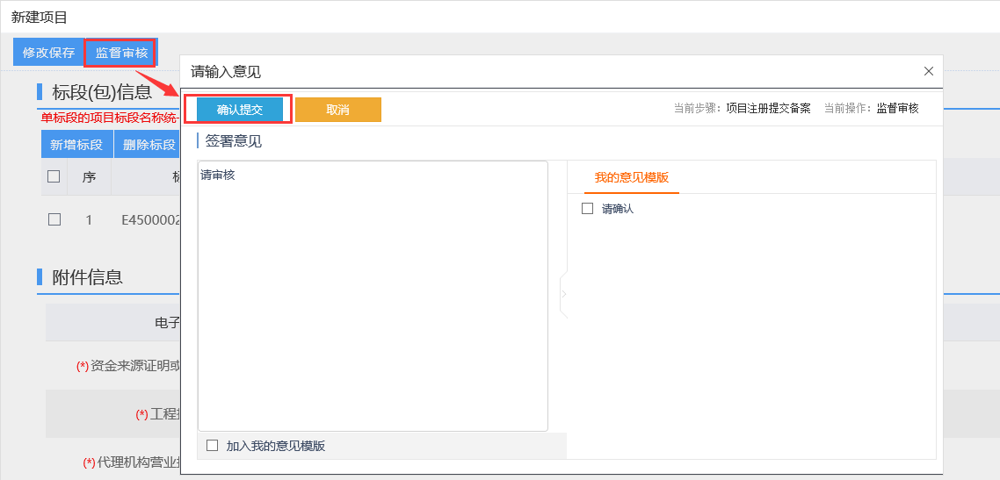 新建项目
修改保存 监督审核
请输入意见
标段(包)信息
确认提交 取消 当前步骤：项目注册提交备案 当前操作：监督审核
单标段的项目标段名称统一
签署意见
新增标段 删除标段
请审核 我的意见模版
序 标
请确认
1 E4500002
附件信息
电子
(*)资金来源证明或
(*)工程
加入我的意见模版
(*)代理机构营业